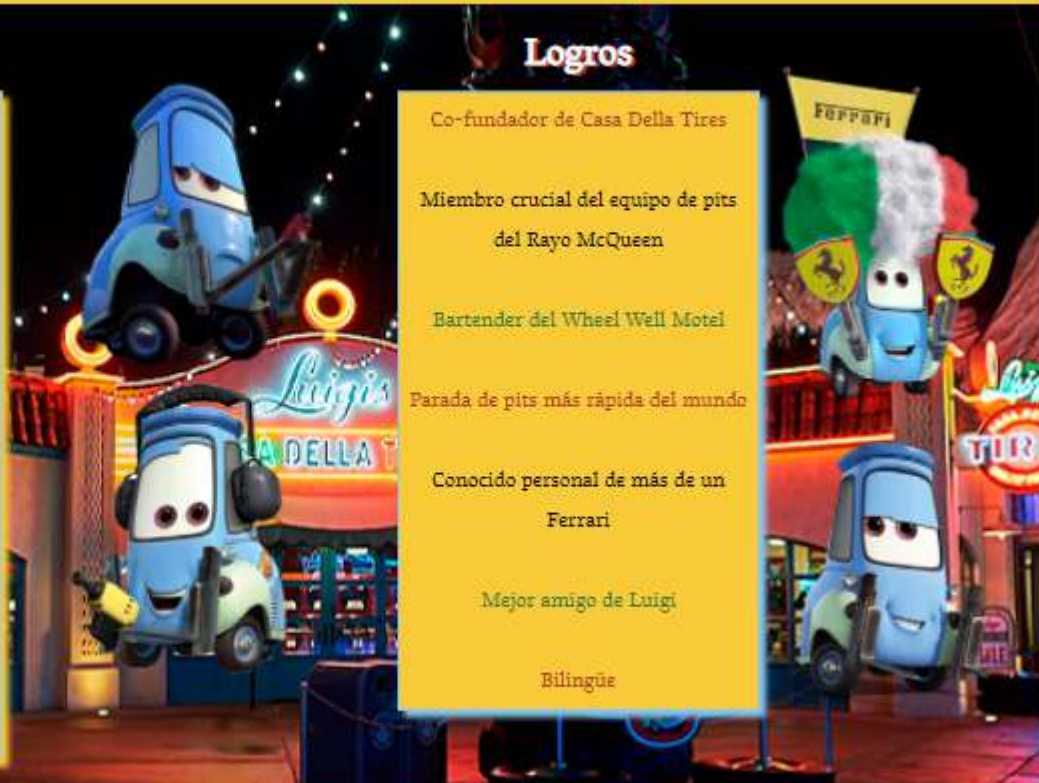 Logros
Co-fundador de Casa Della Tires
Ferrari
Miembro crucial del equipo de pits
del Rayo McQueen
Bartender del Wheel Well Motel
Luigi's
Parada de pits más rápida del mundo
DELLA
TIR
Conocido personal de más de un
Ferrari
Mejor amigo de Luigi
Bilingüe